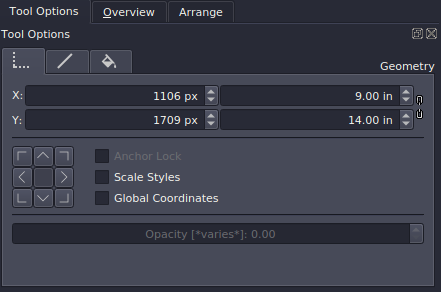 Tool Options Overview Arrange
Tool Options
Geometry
X: 1106 px 9.00 in
Y: 1709 px 14.00 in
Anchor Lock
Scale Styles
Global Coordinates
Opacity [*varies*]: 0.00